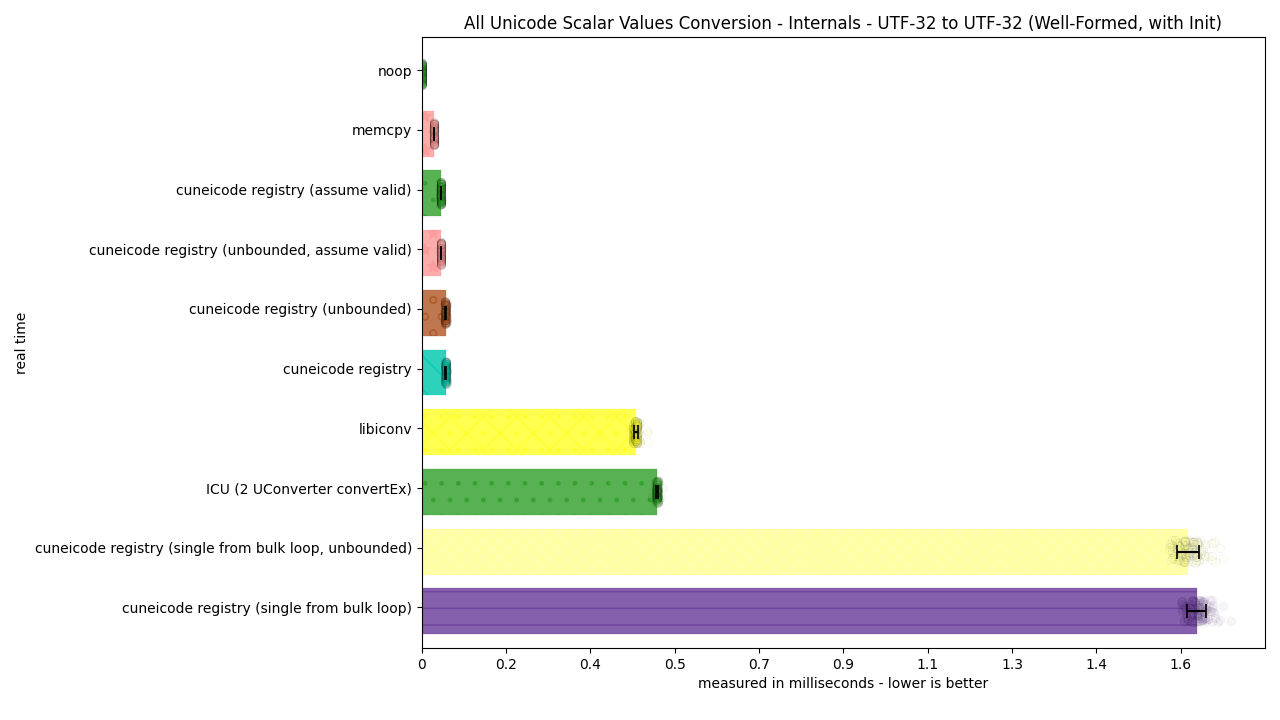 All Unicode Scalar Values Conversion - Internals - UTF-32 to UTF-32 (Well-Formed, with Init)
real time
noop
memcpy
cuneicode registry (assume valid)
cuneicode registry (unbounded, assume valid)
cuneicode registry (unbounded)
cuneicode registry
libiconv
ICU (2 UConverter convertEx)
cuneicode registry (single from bulk loop, unbounded)
cuneicode registry (single from bulk loop)
0 0.2 0.4 0.5 0.7 0.9 1.1 1.3 1.4 1.6
measured in milliseconds - lower is better